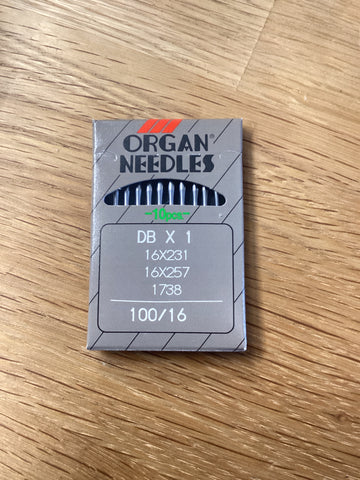 ORGAN®
NEEDLES
--10pcs--
DB X 1
16X231
16X257
1738
100/16